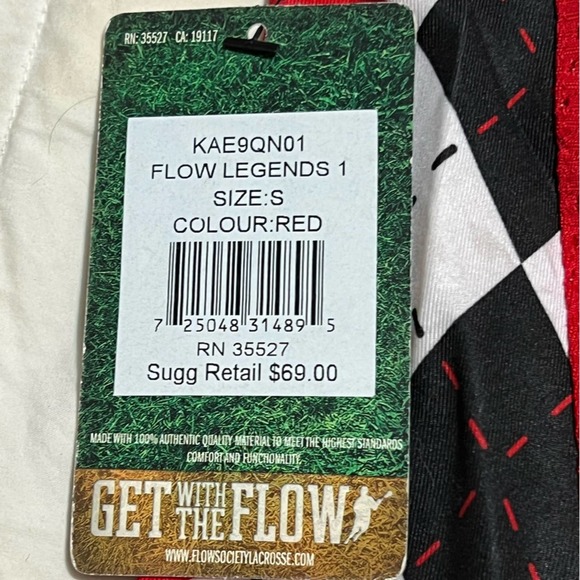 RN: 35527 CA: 19117
KAE9QN01
FLOW LEGENDS 1
SIZE:S
COLOUR:RED
7 25048 31489 5
RN 35527
Sugg Retail $69.00
MADE WITH 100% AUTHENTIC QUALITY MATERIAL TO MEET THE HIGHEST STANDARDS
COMFORT AND FUNCTIONALITY.
GET WITH THE FLOW
WWW.FLOWSOCIETYLACROSSE.COM